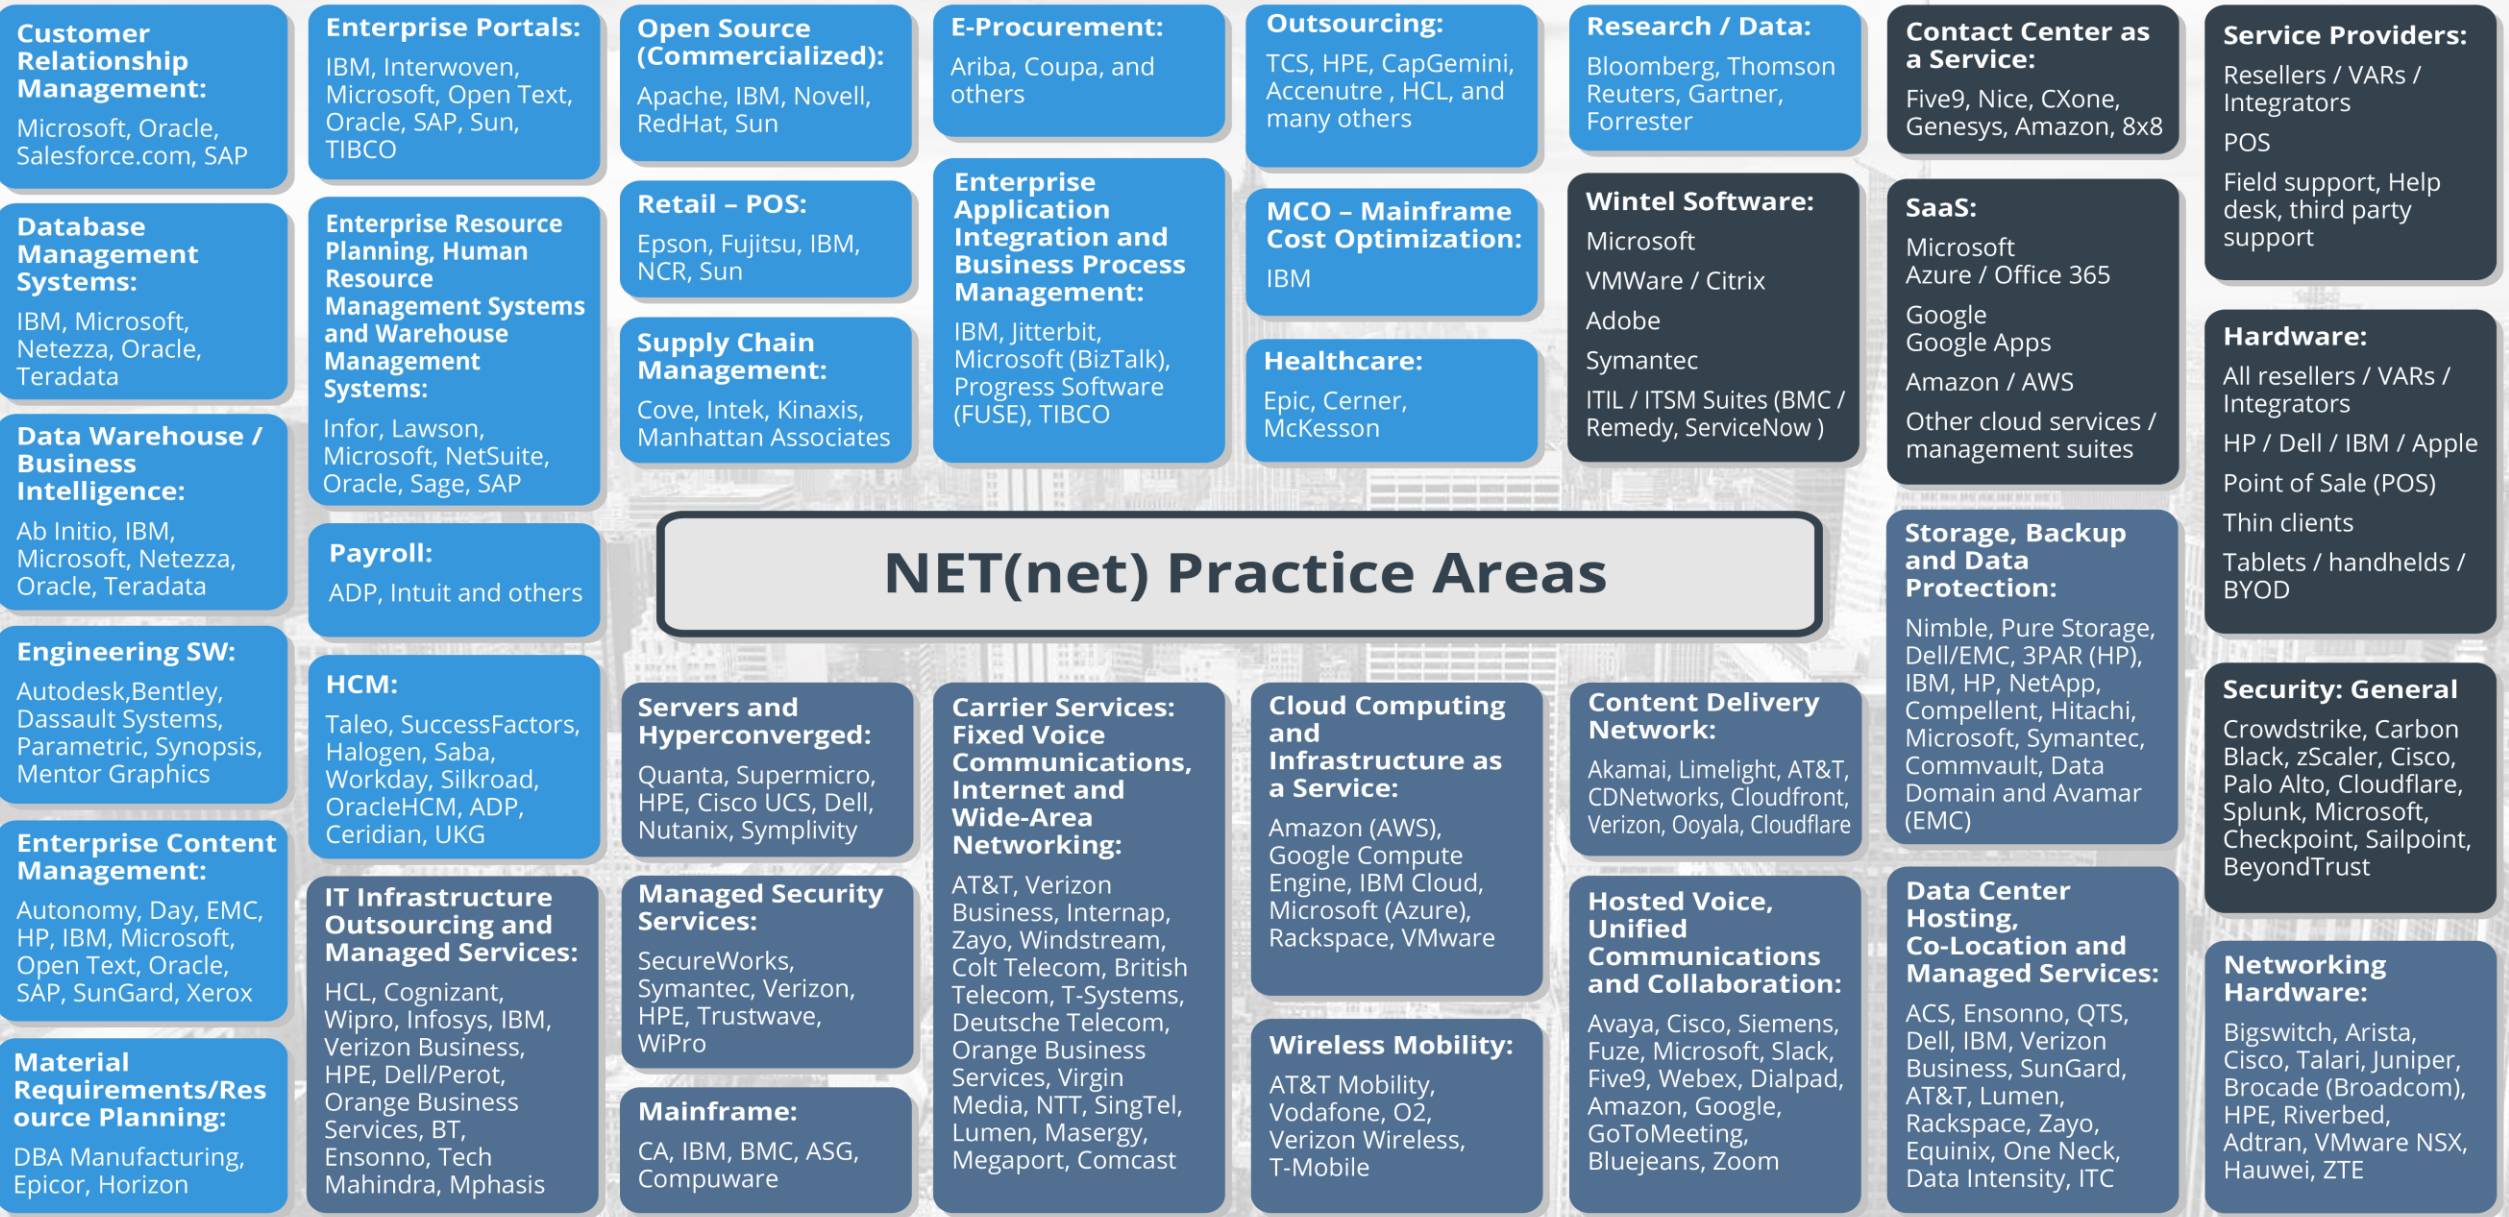 Customer
Relationship
Management:
Microsoft, Oracle,
Salesforce.com, SAP
Database
Management
Systems:
IBM, Microsoft,
Netezza, Oracle,
Teradata
Data Warehouse /
Business
Intelligence:
Ab Initio, IBM,
Microsoft, Netezza,
Oracle, Teradata
Engineering SW:
Autodesk,Bentley,
Dassault Systems,
Parametric, Synopsis,
Mentor Graphics
Enterprise Content
Management:
Autonomy, Day, EMC,
HP, IBM, Microsoft,
Open Text, Oracle,
SAP, SunGard, Xerox
Material
Requirements/Res
ource Planning:
DBA Manufacturing,
Epicor, Horizon
Enterprise Portals:
IBM, Interwoven,
Microsoft, Open Text,
Oracle, SAP, Sun,
TIBCO
Enterprise Resource
Planning, Human
Resource
Management Systems
and Warehouse
Management
Systems:
Infor, Lawson,
Microsoft, NetSuite,
Oracle, Sage, SAP
Payroll:
ADP, Intuit and others
HCM:
Taleo, SuccessFactors,
Halogen, Saba,
Workday, Silkroad,
OracleHCM, ADP,
Ceridian, UKG
IT Infrastructure
Outsourcing and
Managed Services:
HCL, Cognizant,
Wipro, Infosys, IBM,
Verizon Business,
HPE, Dell/Perot,
Orange Business
Services, BT,
Ensonno, Tech
Mahindra, Mphasis
Open Source
(Commercialized):
Apache, IBM, Novell,
RedHat, Sun
Retail – POS:
Epson, Fujitsu, IBM,
NCR, Sun
Supply Chain
Management:
Cove, Intek, Kinaxis,
Manhattan Associates
E-Procurement:
Ariba, Coupa, and
others
Enterprise
Application
Integration and
Business Process
Management:
IBM, Jitterbit,
Microsoft (BizTalk),
Progress Software
(FUSE), TIBCO
Outsourcing:
TCS, HPE, CapGemini,
Accenutre , HCL, and
many others
MCO – Mainframe
Cost Optimization:
IBM
Healthcare:
Epic, Cerner,
McKesson
Research / Data:
Bloomberg, Thomson
Reuters, Gartner,
Forrester
Wintel Software:
Microsoft
VMWare / Citrix
Adobe
Symantec
ITIL / ITSM Suites (BMC /
Remedy, ServiceNow )
NET(net) Practice Areas
Servers and
Hyperconverged:
Quanta, Supermicro,
HPE, Cisco UCS, Dell,
Nutanix, Symplivity
Managed Security
Services:
SecureWorks,
Symantec, Verizon,
HPE, Trustwave,
WiPro
Mainframe:
CA, IBM, BMC, ASG,
Compuware
Carrier Services:
Fixed Voice
Communications,
Internet and
Wide-Area
Networking:
AT&T, Verizon
Business, Internap,
Zayo, Windstream,
Colt Telecom, British
Telecom, T-Systems,
Deutsche Telecom,
Orange Business
Services, Virgin
Media, NTT, SingTel,
Lumen, Masergy,
Megaport, Comcast
Cloud Computing
and
Infrastructure as
a Service:
Amazon (AWS),
Google Compute
Engine, IBM Cloud,
Microsoft (Azure),
Rackspace, VMware
Wireless Mobility:
AT&T Mobility,
Vodafone, O2,
Verizon Wireless,
T-Mobile
Content Delivery
Network:
Akamai, Limelight, AT&T,
CDNetworks, Cloudfront,
Verizon, Ooyala, Cloudflare
Hosted Voice,
Unified
Communications
and Collaboration:
Avaya, Cisco, Siemens,
Fuze, Microsoft, Slack,
Five9, Webex, Dialpad,
Amazon, Google,
GoToMeeting,
Bluejeans, Zoom
Contact Center as
a Service:
Five9, Nice, CXone,
Genesys, Amazon, 8x8
SaaS:
Microsoft
Azure / Office 365
Google
Google Apps
Amazon / AWS
Other cloud services /
management suites
Storage, Backup
and Data
Protection:
Nimble, Pure Storage,
Dell/EMC, 3PAR (HP),
IBM, HP, NetApp,
Compellent, Hitachi,
Microsoft, Symantec,
Commvault, Data
Domain and Avamar
(EMC)
Data Center
Hosting,
Co-Location and
Managed Services:
ACS, Ensonno, QTS,
Dell, IBM, Verizon
Business, SunGard,
AT&T, Lumen,
Rackspace, Zayo,
Equinix, One Neck,
Data Intensity, ITC
Service Providers:
Resellers / VARs /
Integrators
POS
Field support, Help
desk, third party
support
Hardware:
All resellers / VARs /
Integrators
HP / Dell / IBM / Apple
Point of Sale (POS)
Thin clients
Tablets / handhelds /
BYOD
Security: General
Crowdstrike, Carbon
Black, zScaler, Cisco,
Palo Alto, Cloudflare,
Splunk, Microsoft,
Checkpoint, Sailpoint,
BeyondTrust
Networking
Hardware:
Bigswitch, Arista,
Cisco, Talari, Juniper,
Brocade (Broadcom),
HPE, Riverbed,
Adtran, VMware NSX,
Hauwei, ZTE